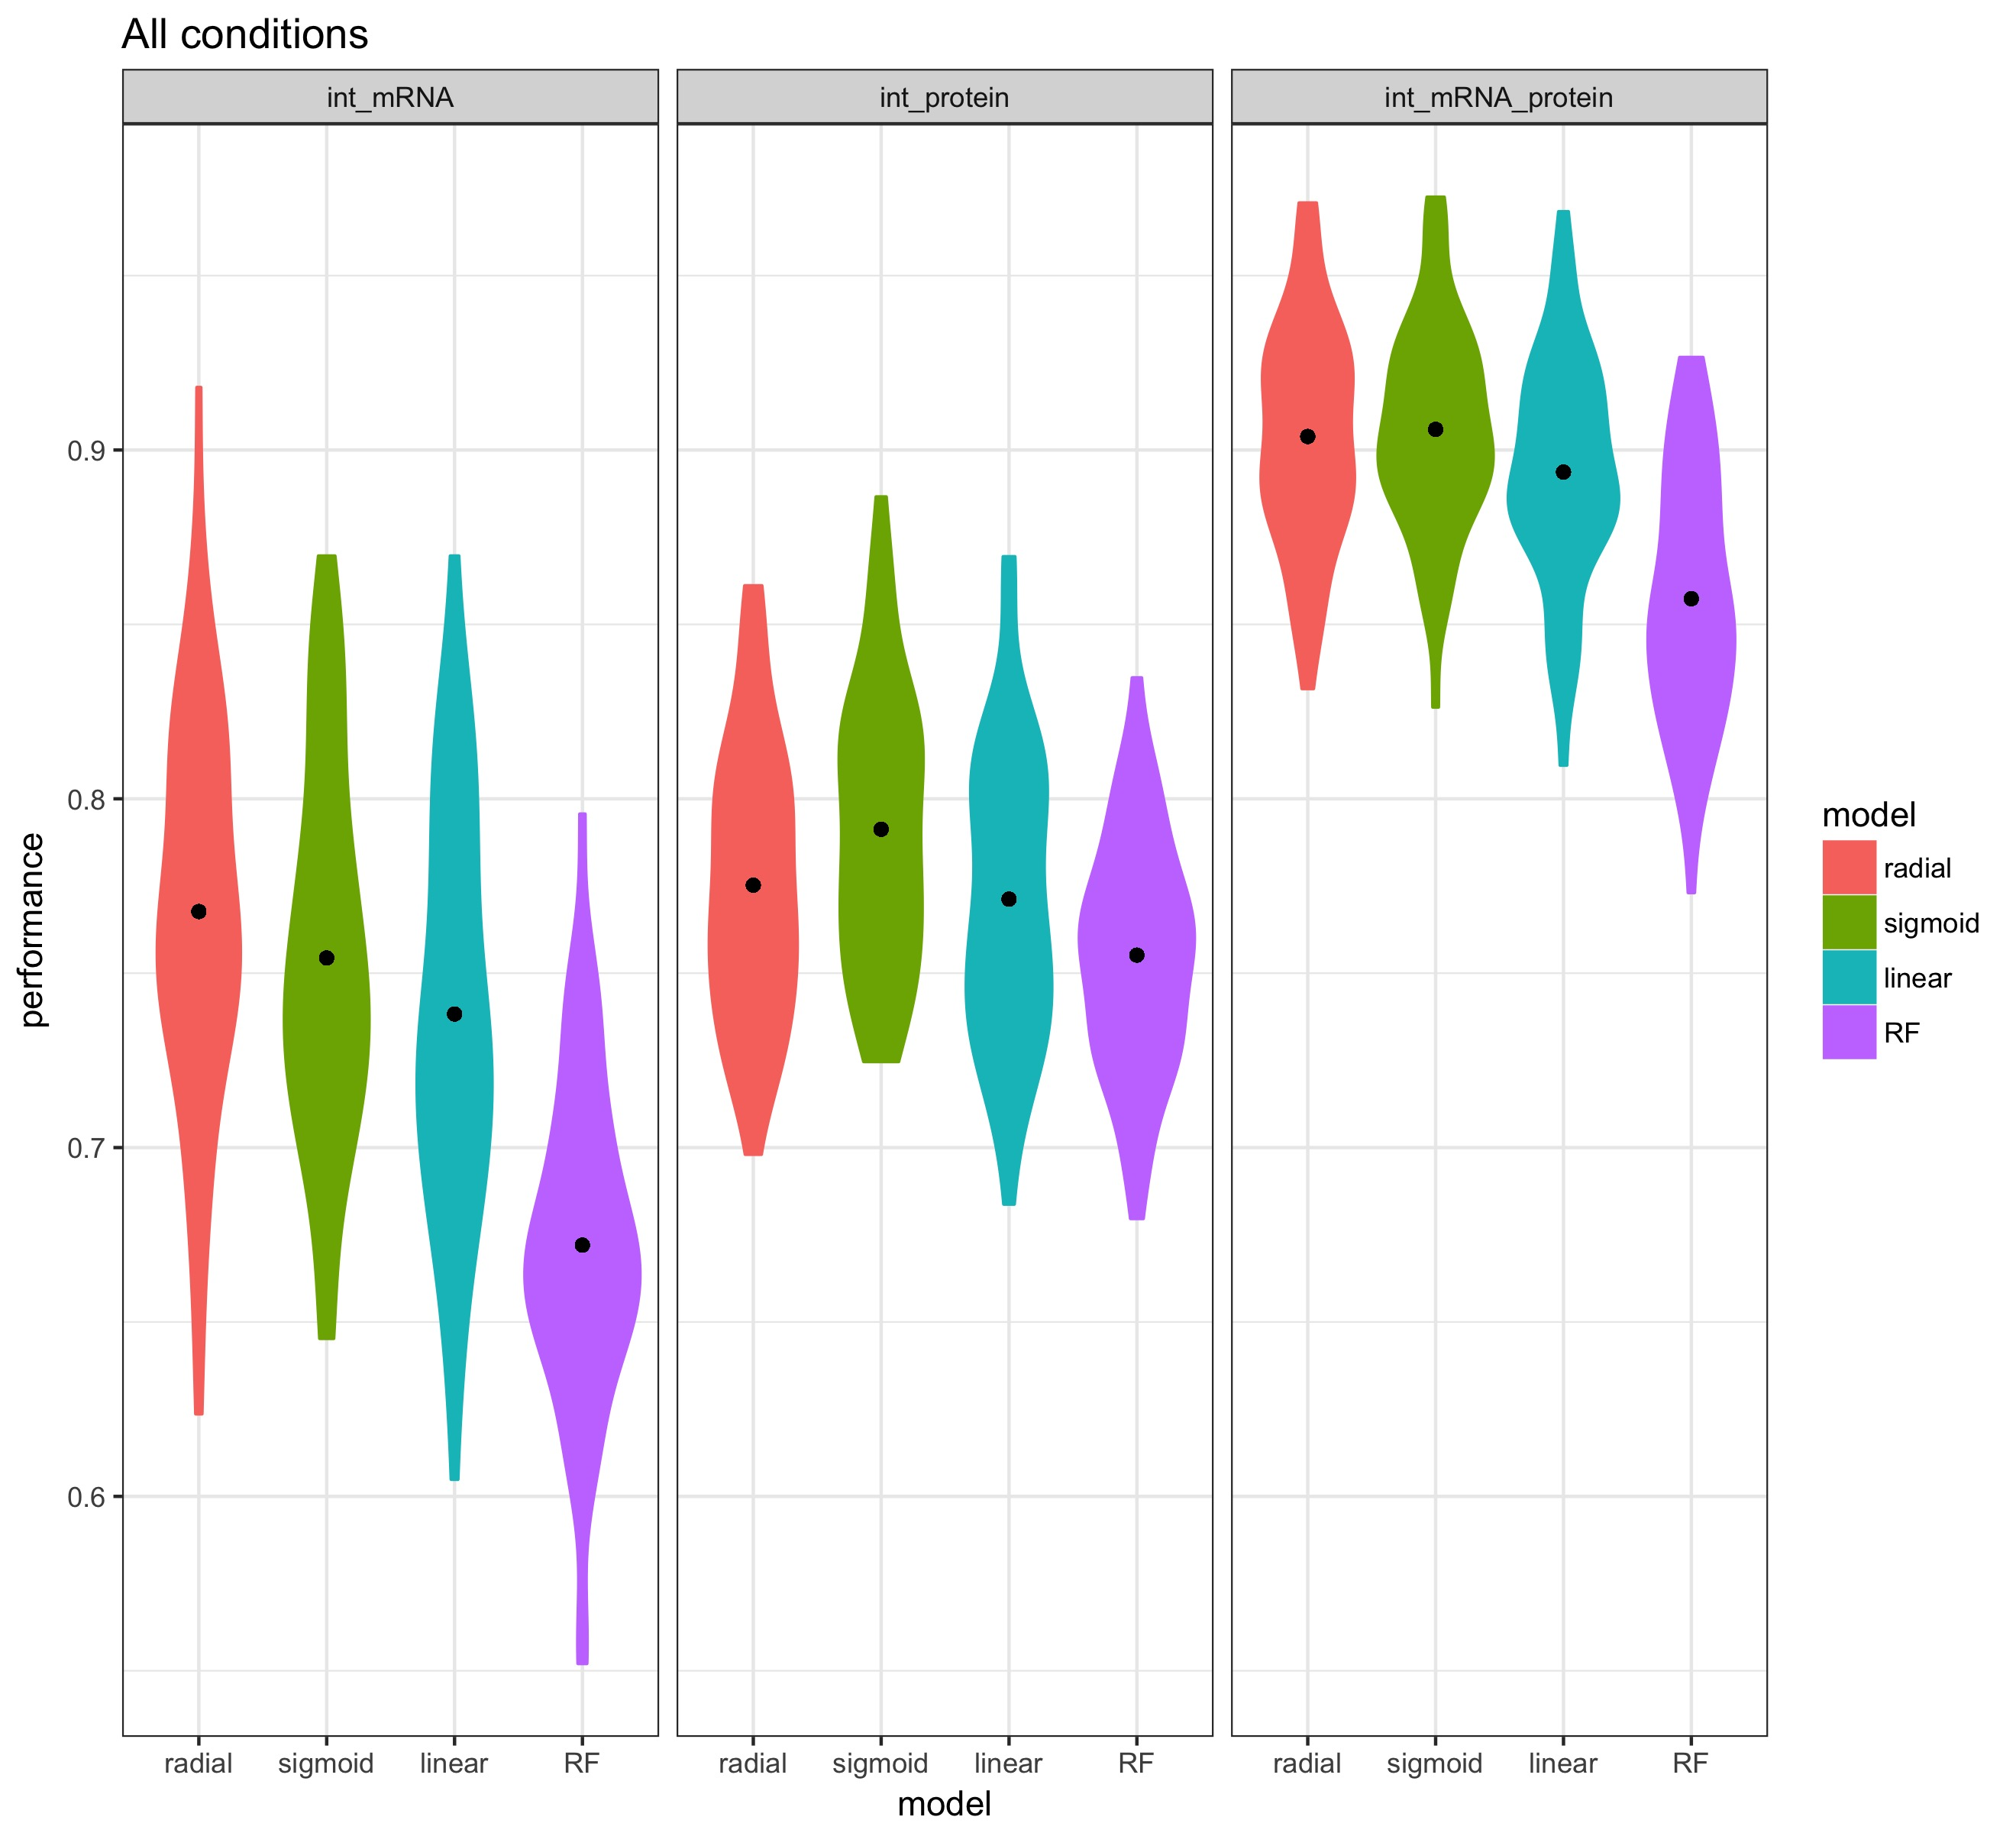 All conditions
int_mRNA
int_protein
int_mRNA_protein
performance
0.9
0.8
0.7
0.6
radial sigmoid linear RF
radial sigmoid linear RF
radial sigmoid linear RF
model
model
radial
sigmoid
linear
RF